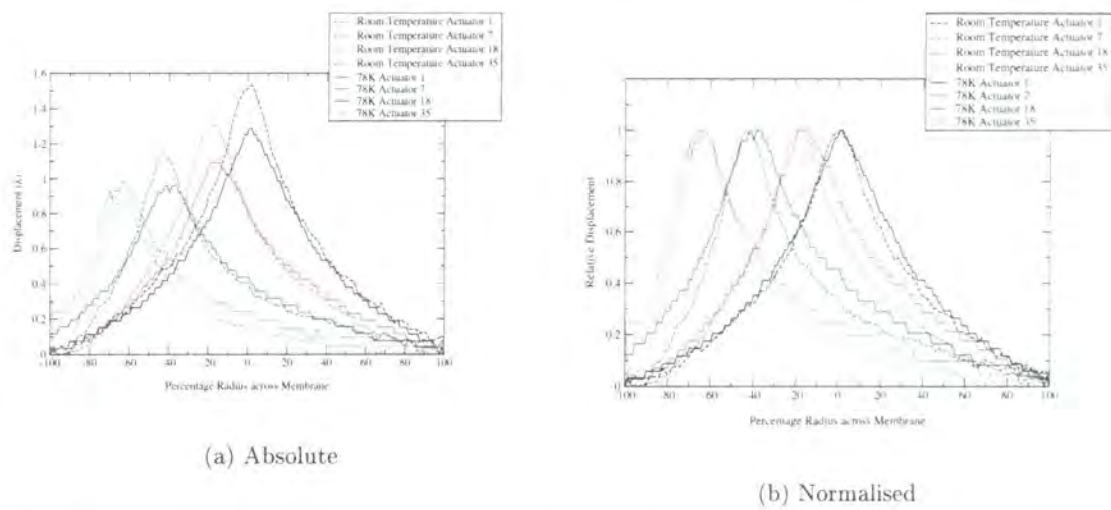 Room Temperature Actuator 1
Room Temperature Actuator 7
Room Temperature Actuator 18
Room Temperature Actuator 35
78K Actuator 1
78K Actuator 7
78K Actuator 18
78K Actuator 35
1.6
1.4
1.2
1
0.8
0.6
0.4
0.2
0
Displacement (λ)
-100 -80 -60 -40 -20 0 20 40 60 80 100
Percentage Radius across Membrane
(a) Absolute
Room Temperature Actuator 1
Room Temperature Actuator 7
Room Temperature Actuator 18
Room Temperature Actuator 35
78K Actuator 1
78K Actuator 7
78K Actuator 18
78K Actuator 35
1
0.8
0.6
0.4
0.2
0
Relative Displacement
-100 -80 -60 -40 -20 0 20 40 60 80 100
Percentage Radius across Membrane
(b) Normalised